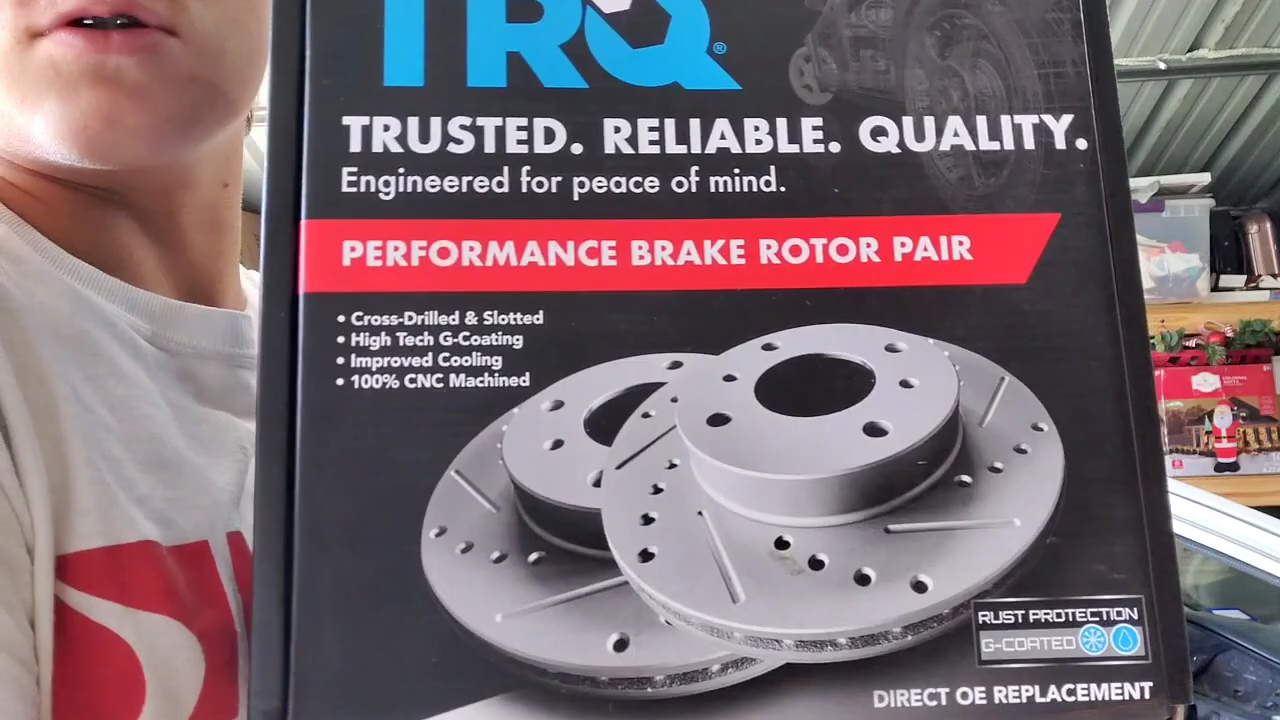 TRQ®
TRUSTED. RELIABLE. QUALITY.
Engineered for peace of mind.
PERFORMANCE BRAKE ROTOR PAIR
• Cross-Drilled & Slotted
• High Tech G-Coating
• Improved Cooling
• 100% CNC Machined
RUST PROTECTION
G-COATED
DIRECT OE REPLACEMENT